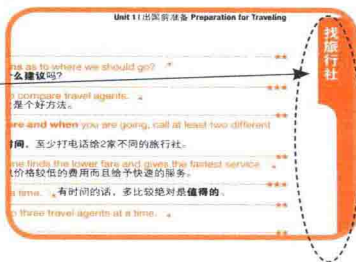 Unit 1 | 出国前准备 Preparation for Traveling
找旅行社
ns as to where we should go?
么建议吗?
compare travel agents.
是个好方法。
ere and when you are going, call at least two different
时间，至少打电话给2家不同的旅行社。
ne finds the lower fare and gives the fastest service.
价格较低的费用而且给予快速的服务。
a time. 有时间的话，多比较绝对是值得的。
three travel agents at a time.